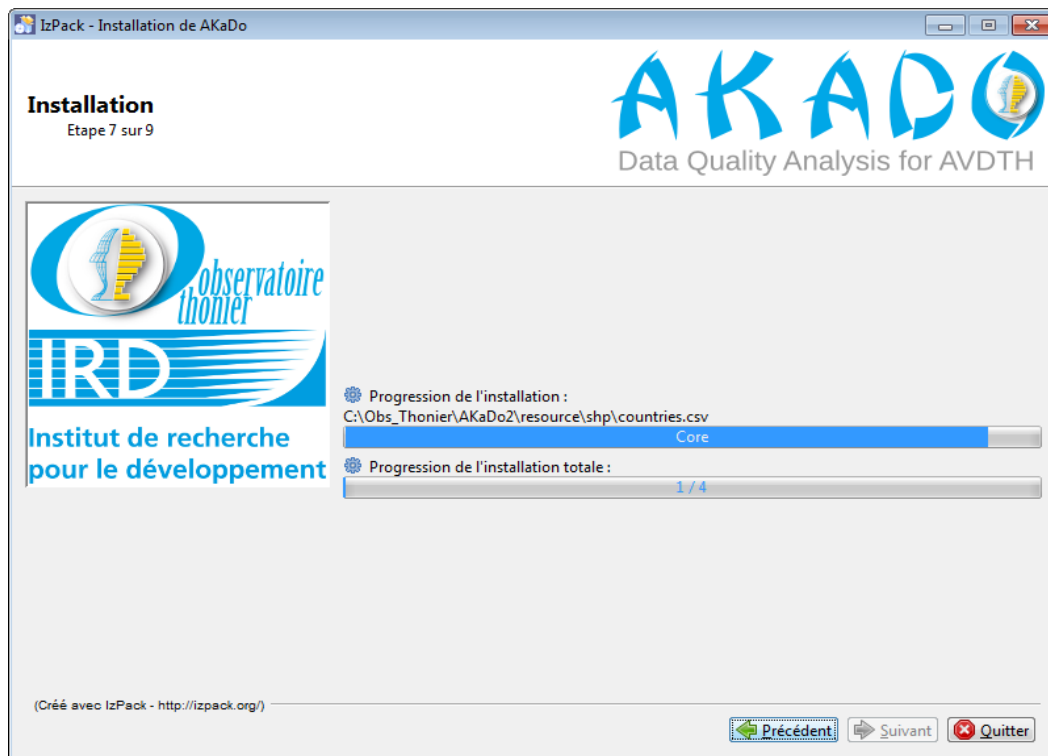 IzPack - Installation de AKaDo
Installation
Etape 7 sur 9
AKADO
Data Quality Analysis for AVDTH
observatoire
thonier
IRD
Institut de recherche
pour le développement
Progression de l'installation :
C:\Obs_Thonier\AKaDo2\resource\shp\countries.csv
Core
Progression de l'installation totale :
1 / 4
(Créé avec IzPack - http://izpack.org/)
Précédent
Suivant
Quitter